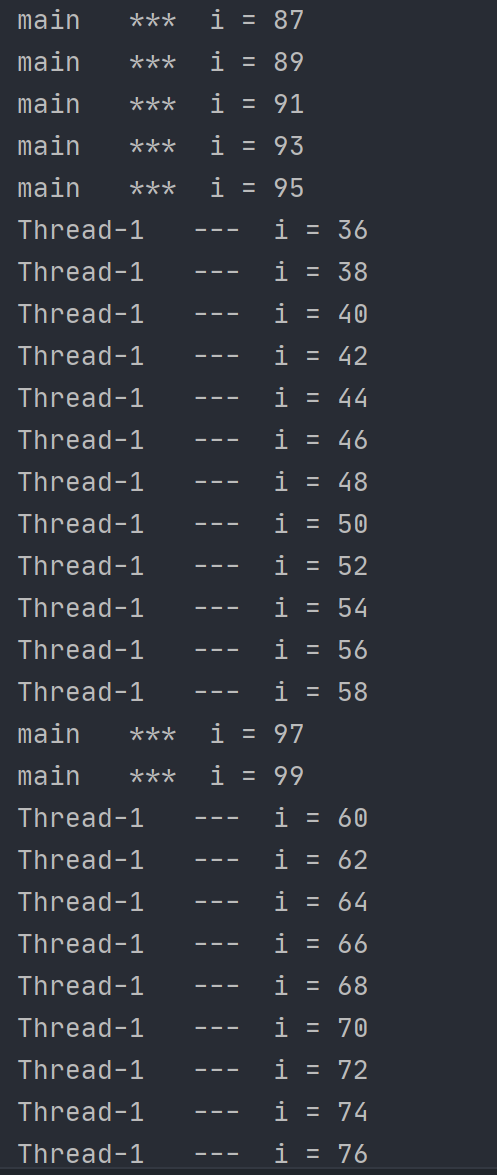 main   ***  i = 87
main   ***  i = 89
main   ***  i = 91
main   ***  i = 93
main   ***  i = 95
Thread-1   ---  i = 36
Thread-1   ---  i = 38
Thread-1   ---  i = 40
Thread-1   ---  i = 42
Thread-1   ---  i = 44
Thread-1   ---  i = 46
Thread-1   ---  i = 48
Thread-1   ---  i = 50
Thread-1   ---  i = 52
Thread-1   ---  i = 54
Thread-1   ---  i = 56
Thread-1   ---  i = 58
main   ***  i = 97
main   ***  i = 99
Thread-1   ---  i = 60
Thread-1   ---  i = 62
Thread-1   ---  i = 64
Thread-1   ---  i = 66
Thread-1   ---  i = 68
Thread-1   ---  i = 70
Thread-1   ---  i = 72
Thread-1   ---  i = 74
Thread-1   ---  i = 76